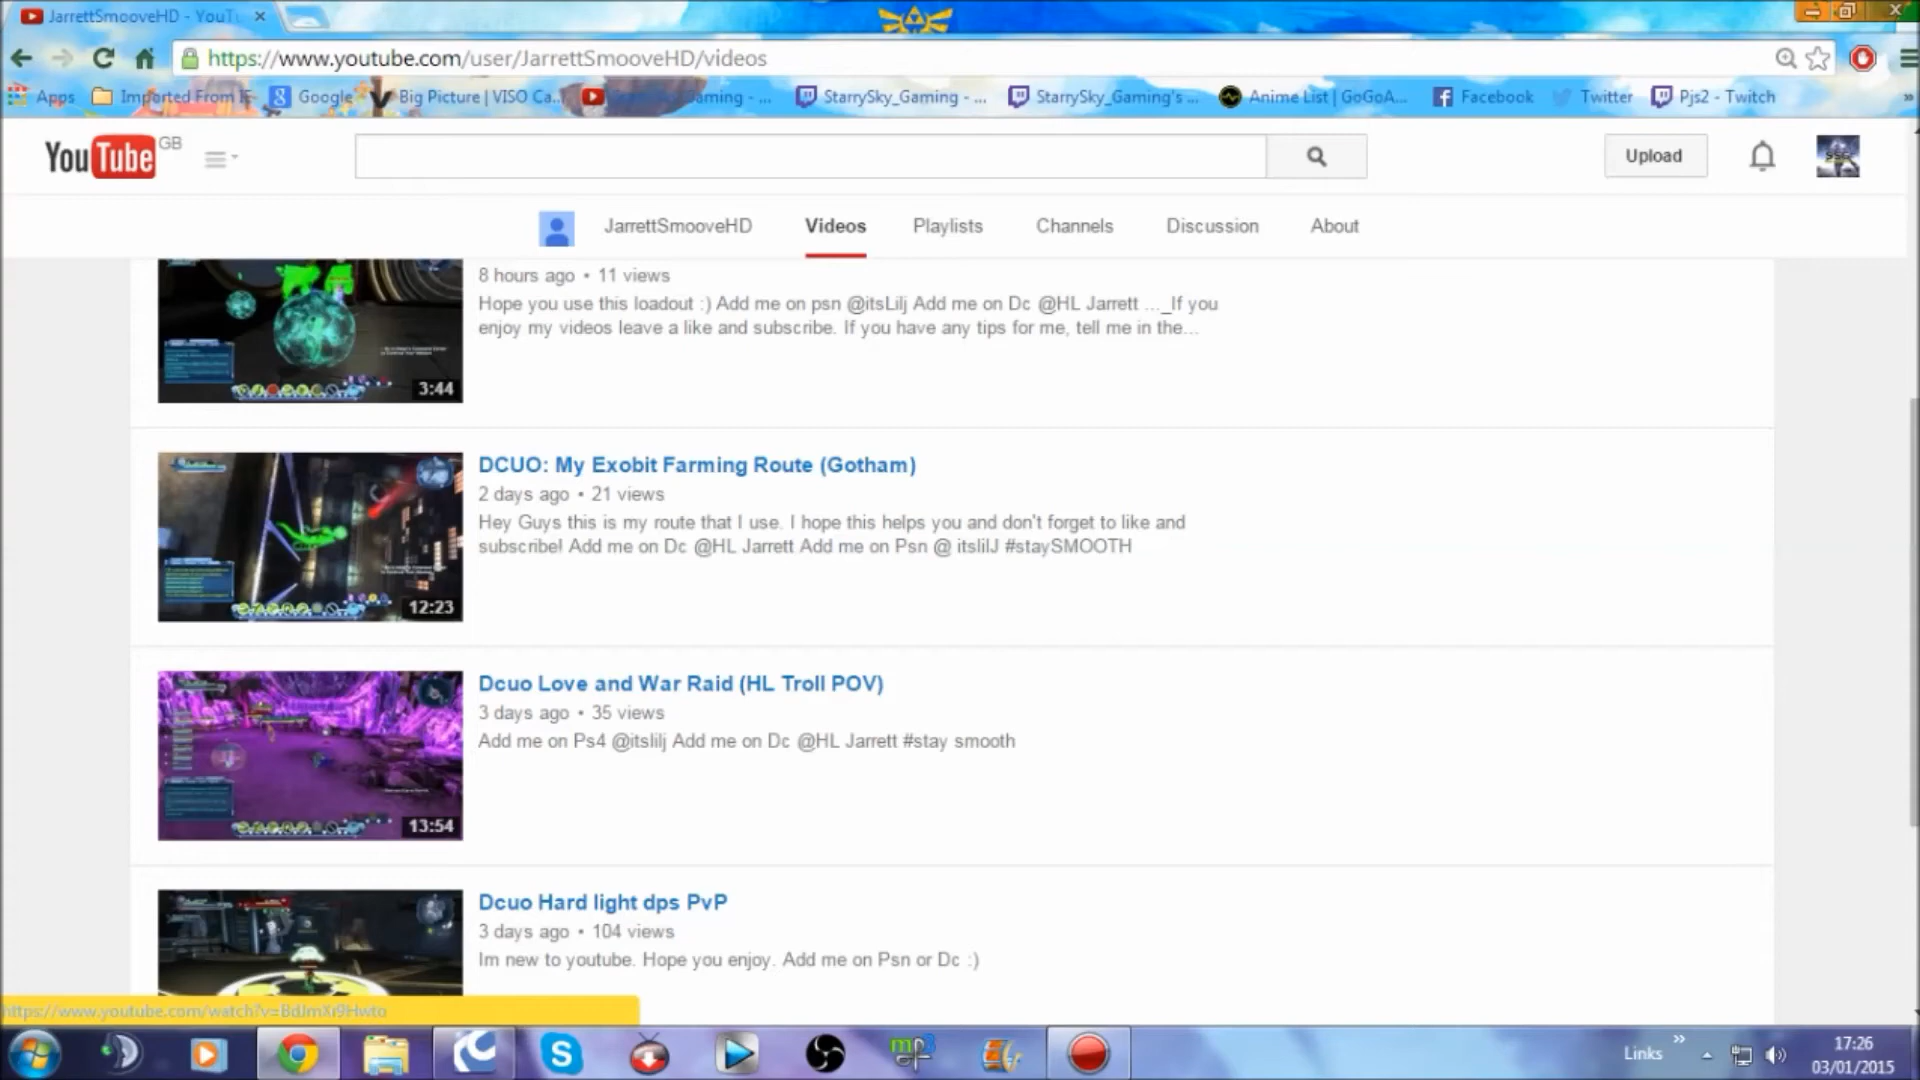 JarrettSmooveHD - YouTu
https://www.youtube.com/user/JarrettSmooveHD/videos
Apps Imported From IE Google Big Picture | VISO Ca... Gaming - ... StarrySky_Gaming - ... StarrySky_Gaming's ... Anime List | GoGoA... Facebook Twitter Pjs2 - Twitch »
YouTube GB Upload
JarrettSmooveHD Videos Playlists Channels Discussion About
8 hours ago • 11 views
Hope you use this loadout :) Add me on psn @itsLilj Add me on Dc @HL Jarrett ..._If you
enjoy my videos leave a like and subscribe. If you have any tips for me, tell me in the...
3:44
DCUO: My Exobit Farming Route (Gotham)
2 days ago • 21 views
Hey Guys this is my route that I use. I hope this helps you and don't forget to like and
subscribe! Add me on Dc @HL Jarrett Add me on Psn @ itslilJ #staySMOOTH
12:23
Dcuo Love and War Raid (HL Troll POV)
3 days ago • 35 views
Add me on Ps4 @itslilj Add me on Dc @HL Jarrett #stay smooth
13:54
Dcuo Hard light dps PvP
3 days ago • 104 views
Im new to youtube. Hope you enjoy. Add me on Psn or Dc :)
https://www.youtube.com/watch?v=BdJmXr9Hwto
mp3 Links » 17:26
03/01/2015